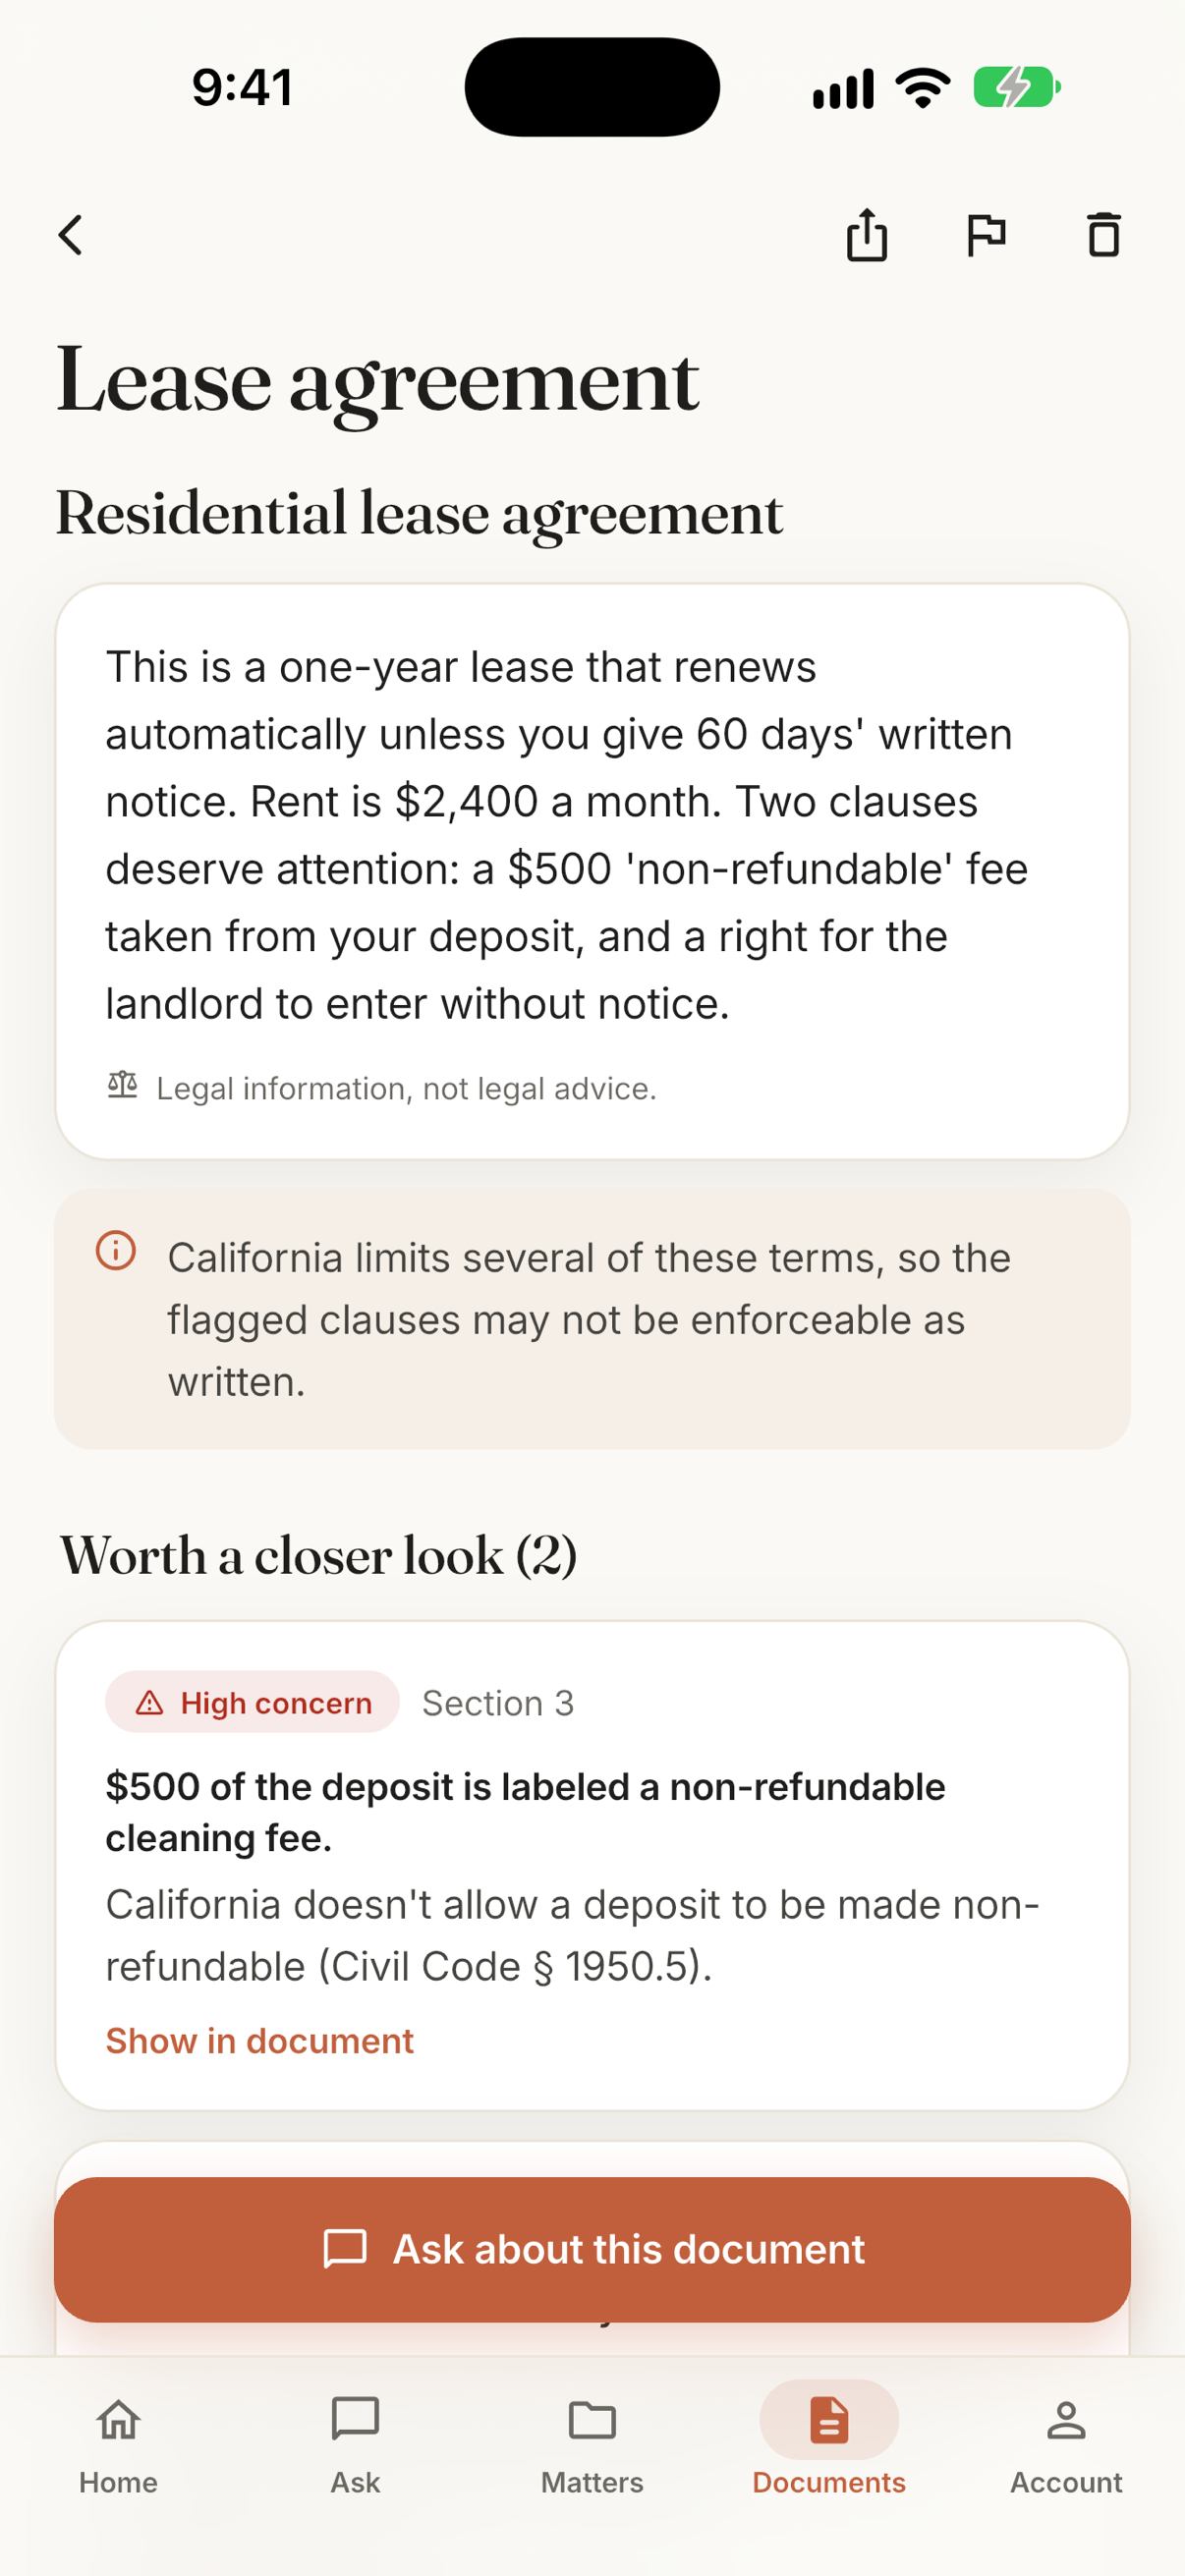 9:41
Lease agreement
Residential lease agreement
This is a one-year lease that renews
automatically unless you give 60 days' written
notice. Rent is $2,400 a month. Two clauses
deserve attention: a $500 'non-refundable' fee
taken from your deposit, and a right for the
landlord to enter without notice.
Legal information, not legal advice.
California limits several of these terms, so the
flagged clauses may not be enforceable as
written.
Worth a closer look (2)
High concern Section 3
$500 of the deposit is labeled a non-refundable
cleaning fee.
California doesn't allow a deposit to be made non-
refundable (Civil Code § 1950.5).
Show in document
Ask about this document
Home Ask Matters Documents Account